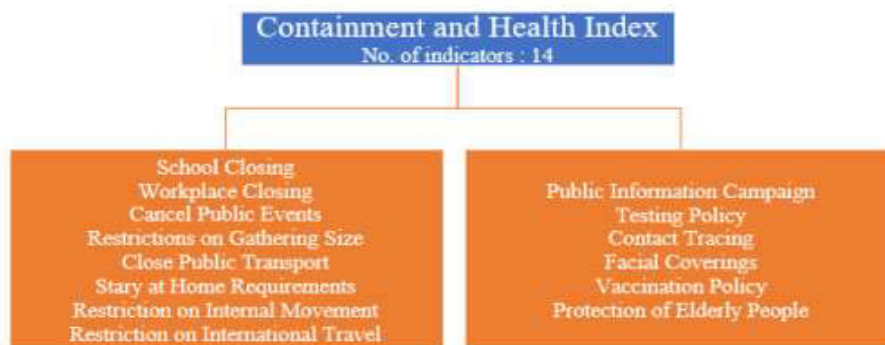 Containment and Health Index
No. of indicators : 14
School Closing
Workplace Closing
Cancel Public Events
Restrictions on Gathering Size
Close Public Transport
Stary at Home Requirements
Restriction on Internal Movement
Restriction on International Travel
Public Information Campaign
Testing Policy
Contact Tracing
Facial Coverings
Vaccination Policy
Protection of Elderly People